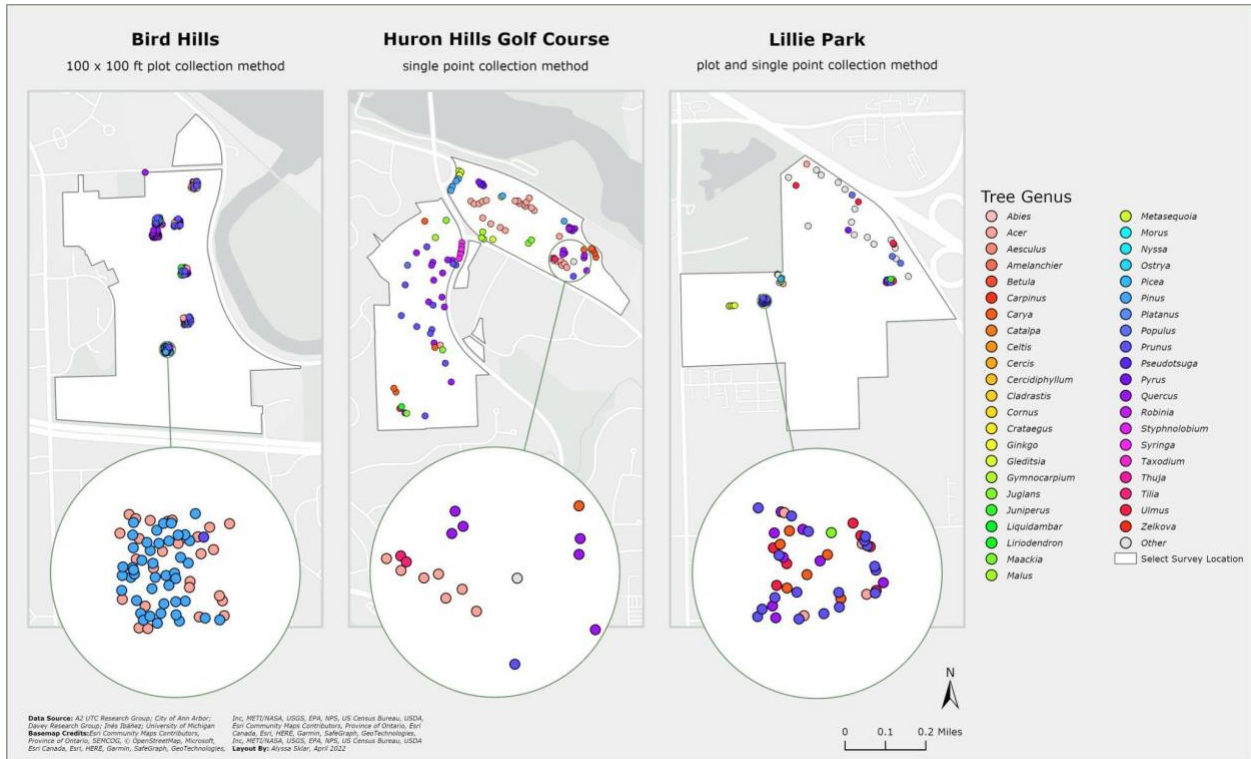 Bird Hills
100 x 100 ft plot collection method
Huron Hills Golf Course
single point collection method
Lillie Park
plot and single point collection method
Tree Genus
Abies
Acer
Aesculus
Amelanchier
Betula
Carpinus
Carya
Catalpa
Celtis
Cercis
Cercidiphyllum
Cladrastis
Cornus
Crataegus
Ginkgo
Gleditsia
Gymnocarpium
Juglans
Juniperus
Liquidambar
Liriodendron
Maackia
Malus
Metasequoia
Morus
Nyssa
Ostrya
Picea
Pinus
Platanus
Populus
Prunus
Pseudotsuga
Pyrus
Quercus
Robinia
Styphnolobium
Syringa
Taxodium
Thuja
Tilia
Ulmus
Zelkova
Other
Select Survey Location
N
0 0.1 0.2 Miles
Data Source: A2 UTC Research Group; City of Ann Arbor;
Davey Research Group; Inés Ibáñez; University of Michigan
Basemap Credits:Esri Community Maps Contributors,
Province of Ontario, SEMCOG, © OpenStreetMap, Microsoft,
Esri Canada, Esri, HERE, Garmin, SafeGraph, GeoTechnologies,
Inc, METI/NASA, USGS, EPA, NPS, US Census Bureau, USDA,
Esri Community Maps Contributors, Province of Ontario, Esri
Canada, Esri, HERE, Garmin, SafeGraph, GeoTechnologies,
Inc, METI/NASA, USGS, EPA, NPS, US Census Bureau, USDA
Layout By: Alyssa Sklar, April 2022